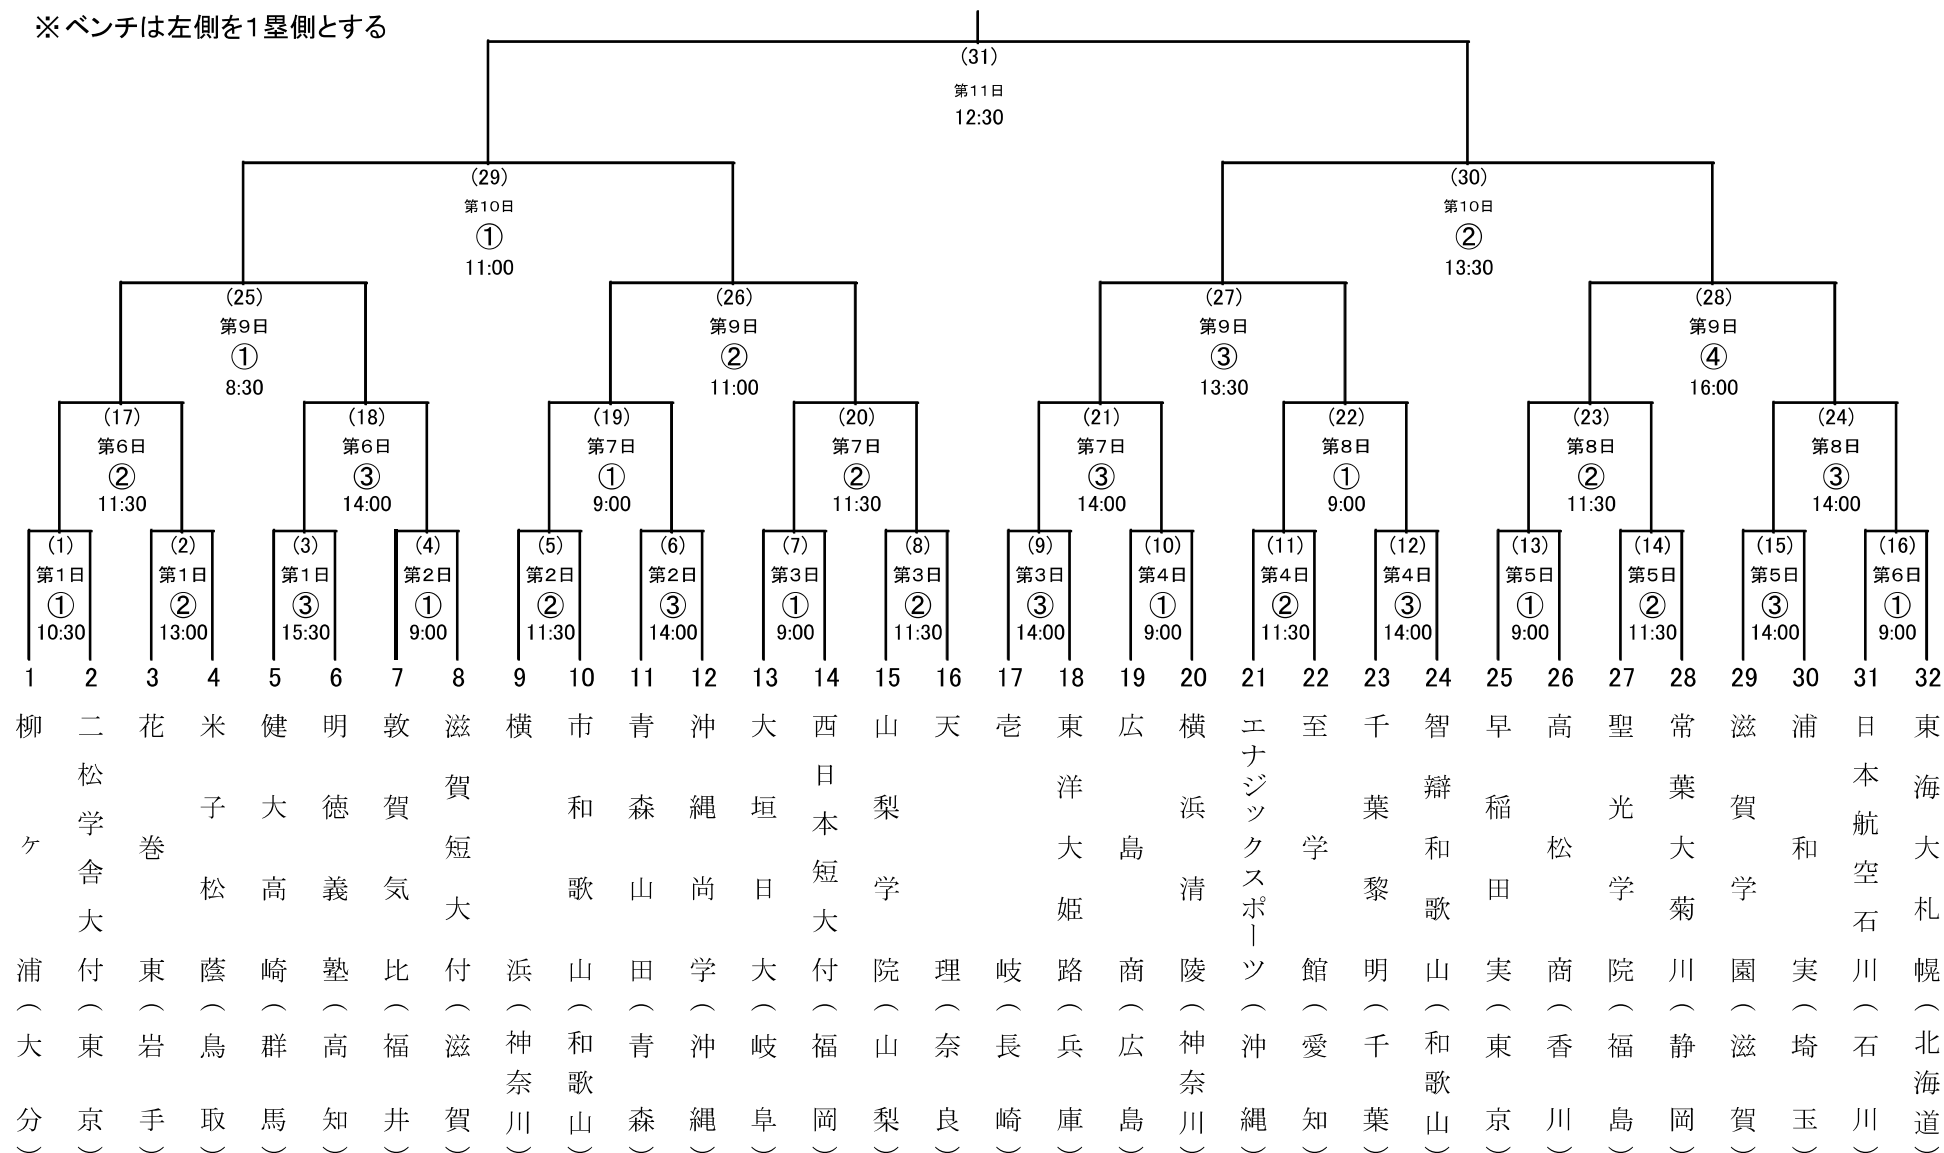 ※ベンチは左側を１塁側とする
(31)
第11日
12:30
(29)
第10日
①
11:00
(30)
第10日
②
13:30
(25)
第９日
①
8:30
(26)
第９日
②
11:00
(27)
第９日
③
13:30
(28)
第９日
④
16:00
(17)
第６日
②
11:30
(18)
第６日
③
14:00
(19)
第７日
①
9:00
(20)
第７日
②
11:30
(21)
第７日
③
14:00
(22)
第８日
①
9:00
(23)
第８日
②
11:30
(24)
第８日
③
14:00
(1)
第１日
①
10:30
(2)
第１日
②
13:00
(3)
第１日
③
15:30
(4)
第２日
①
9:00
(5)
第２日
②
11:30
(6)
第２日
③
14:00
(7)
第３日
①
9:00
(8)
第３日
②
11:30
(9)
第３日
③
14:00
(10)
第４日
①
9:00
(11)
第４日
②
11:30
(12)
第４日
③
14:00
(13)
第５日
①
9:00
(14)
第５日
②
11:30
(15)
第５日
③
14:00
(16)
第６日
①
9:00
1
柳ヶ浦（大分）
2
二松学舎大付（東京）
3
花巻東（岩手）
4
米子松蔭（鳥取）
5
健大高崎（群馬）
6
明徳義塾（高知）
7
敦賀気比（福井）
8
滋賀短大付（滋賀）
9
横浜（神奈川）
10
市和歌山（和歌山）
11
青森山田（青森）
12
沖縄尚学（沖縄）
13
大垣日大（岐阜）
14
西日本短大付（福岡）
15
山梨学院（山梨）
16
天理（奈良）
17
壱岐（長崎）
18
東洋大姫路（兵庫）
19
広島商（広島）
20
横浜清陵（神奈川）
21
エナジックスポーツ（沖縄）
22
至学館（愛知）
23
千葉黎明（千葉）
24
智辯和歌山（和歌山）
25
早稲田実（東京）
26
高松商（香川）
27
聖光学院（福島）
28
常葉大菊川（静岡）
29
滋賀学園（滋賀）
30
浦和実（埼玉）
31
日本航空石川（石川）
32
東海大札幌（北海道）